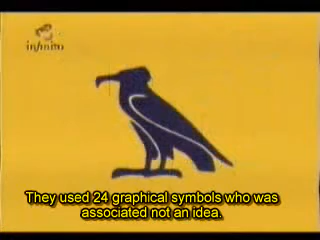 infinito
They used 24 graphical symbols who was
associated not an idea.